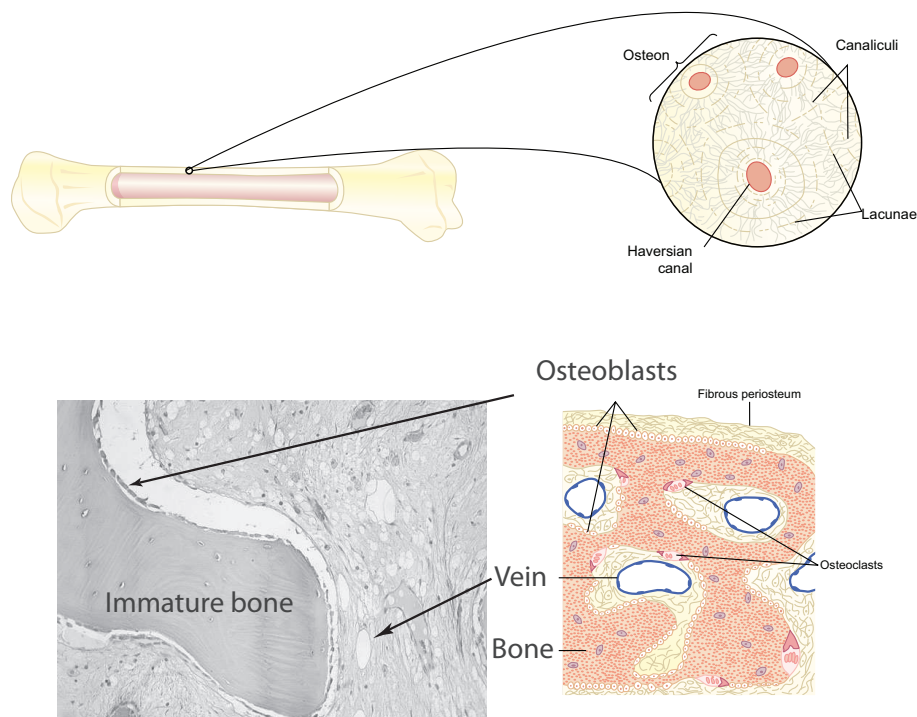 Osteon
Canaliculi
Lacunae
Haversian
canal
Osteoblasts
Fibrous periosteum
Osteoclasts
Vein
Immature bone
Bone